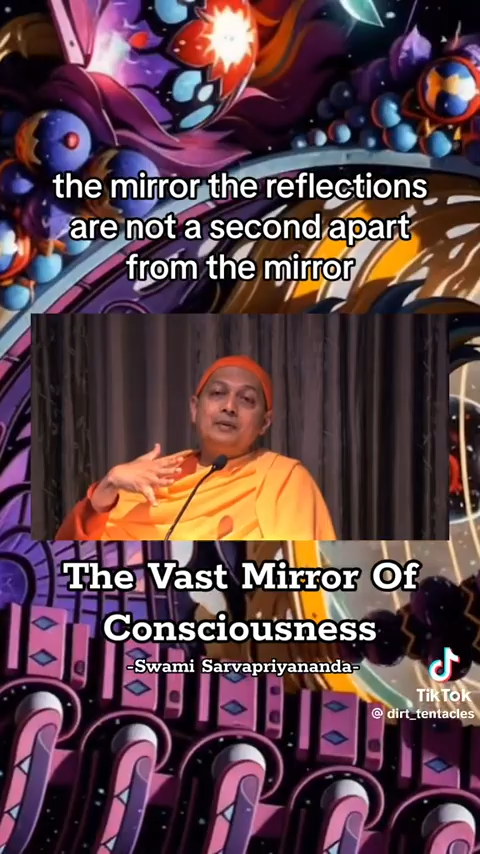 the mirror the reflections
are not a second apart
from the mirror
The Vast Mirror Of
Consciousness
-Swami Sarvapriyananda-
TikTok
@ dirt_tentacles